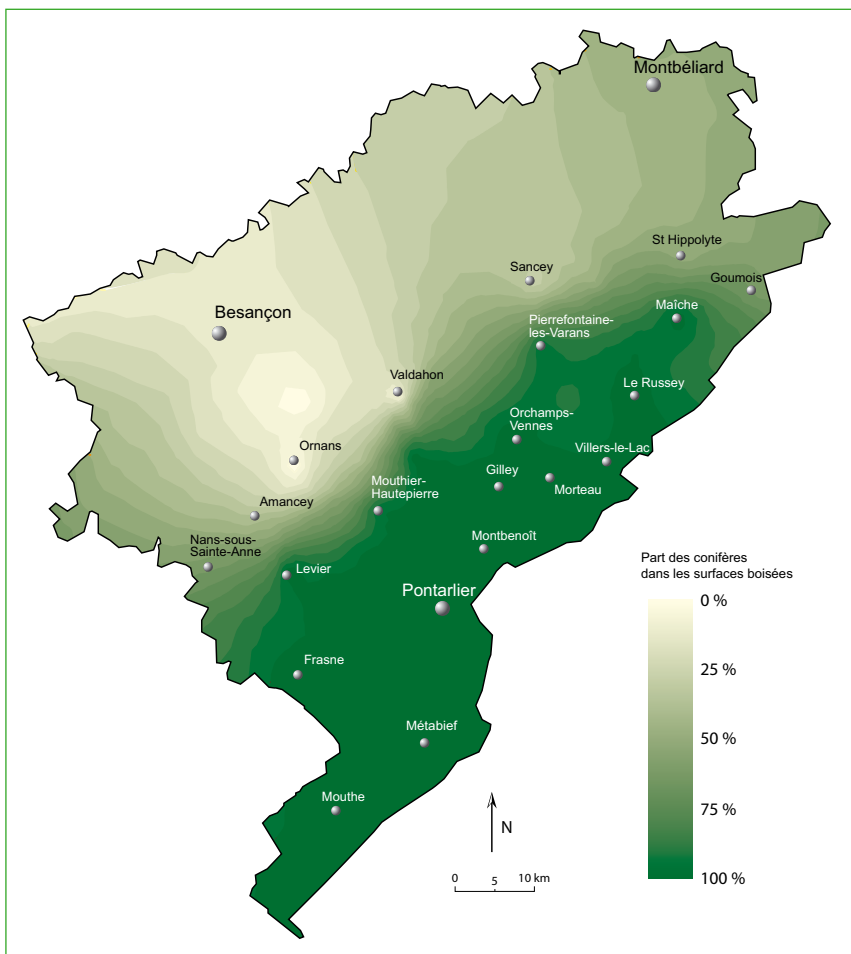 Montbéliard
St Hippolyte
Sancey
Goumois
Maîche
Besançon
Pierrefontaine-
les-Varans
Valdahon
Le Russey
Orchamps-
Vennes
Ornans
Villers-le-Lac
Mouthier-
Hautepierre
Gilley
Morteau
Amancey
Nans-sous-
Sainte-Anne
Montbenoît
Levier
Pontarlier
Frasne
Métabief
Mouthe
N
0 5 10 km
Part des conifères
dans les surfaces boisées
0 %
25 %
50 %
75 %
100 %